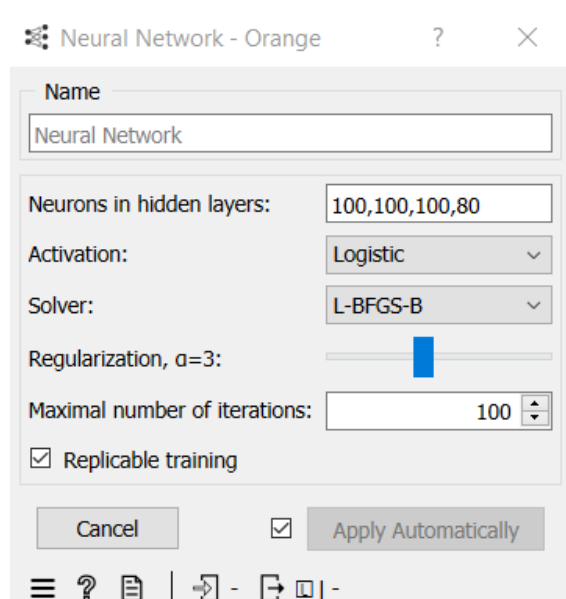 Neural Network - Orange ?
Name
Neural Network
Neurons in hidden layers: 100,100,100,80
Activation: Logistic
Solver: L-BFGS-B
Regularization, α=3:
Maximal number of iterations: 100
Replicable training
Cancel Apply Automatically
? - | -